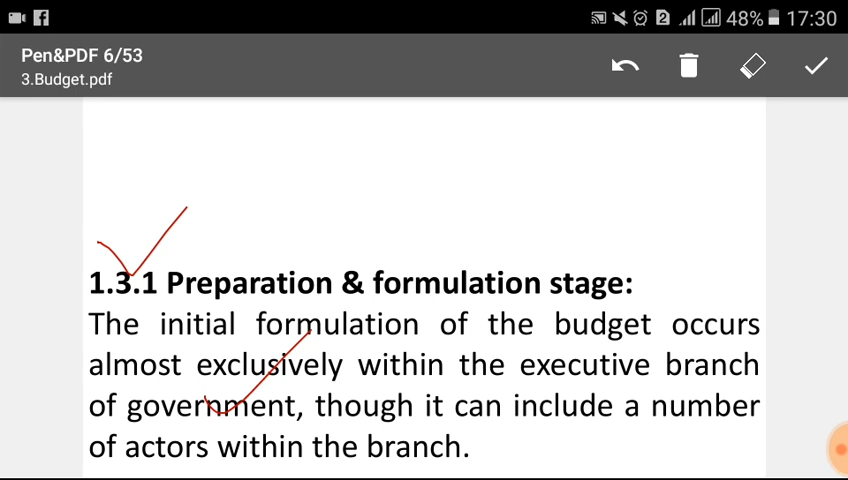 48% 17:30
Pen&PDF 6/53
3.Budget.pdf
1.3.1 Preparation & formulation stage:
The initial formulation of the budget occurs
almost exclusively within the executive branch
of government, though it can include a number
of actors within the branch.